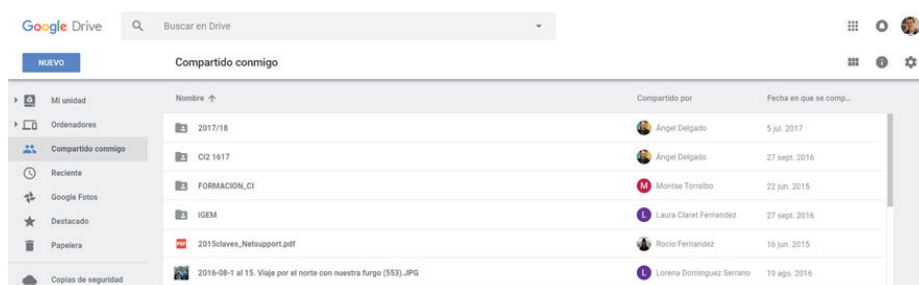 Google Drive Buscar en Drive
NUEVO Compartido conmigo
Mi unidad Nombre Compartido por Fecha en que se comp...
Ordenadores 2017/18 Ángel Delgado 5 jul. 2017
Compartido conmigo CI2 1617 Ángel Delgado 27 sept. 2016
Reciente FORMACION_CI M Montse Torralbo 22 jun. 2015
Google Fotos
Destacado iGEM L Laura Claret Fernandez 27 sept. 2016
Papelera PDF 2015claves_Netsupport.pdf Rocio Fernandez 16 jun. 2015
Copias de seguridad 2016-08-1 al 15. Viaje por el norte con nuestra furgo (553).JPG L Lorena Dominguez Serrano 19 ago. 2016